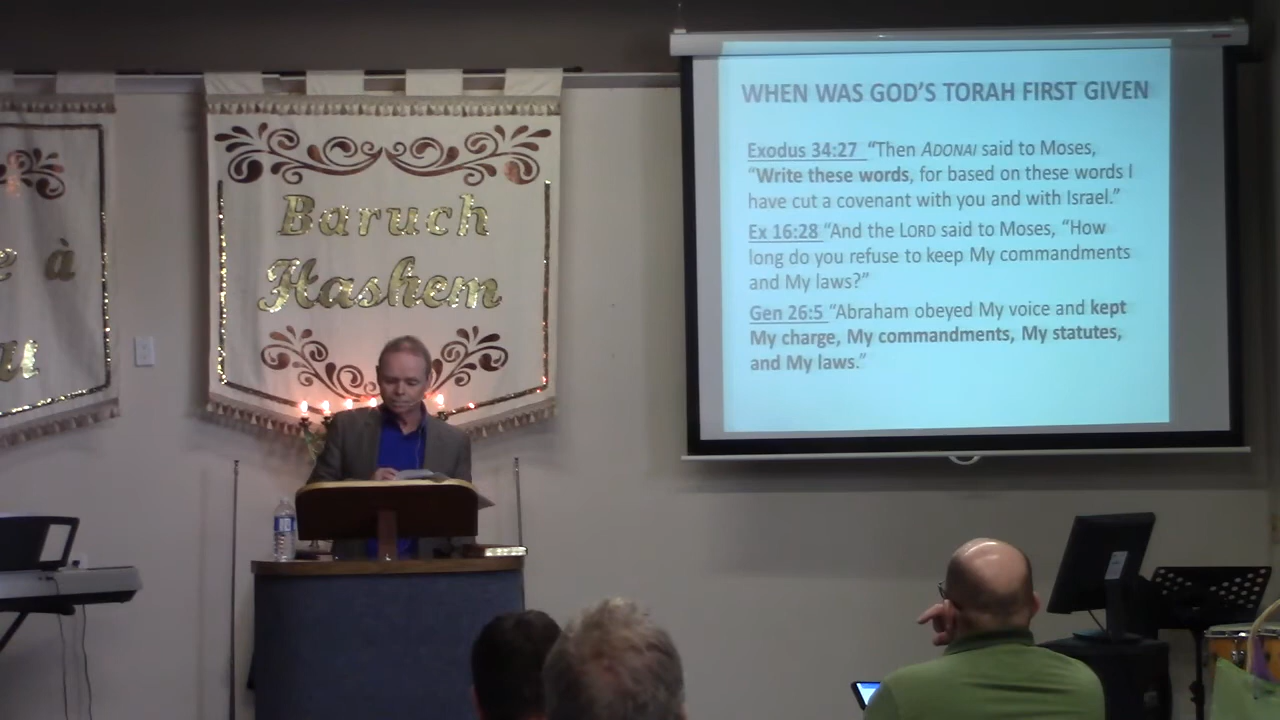 e à
Baruch
Hashem
WHEN WAS GOD'S TORAH FIRST GIVEN
Exodus 34:27 “Then ADONAI said to Moses,
“Write these words, for based on these words I
have cut a covenant with you and with Israel.”
Ex 16:28 “And the LORD said to Moses, “How
long do you refuse to keep My commandments
and My laws?”
Gen 26:5 “Abraham obeyed My voice and kept
My charge, My commandments, My statutes,
and My laws.”